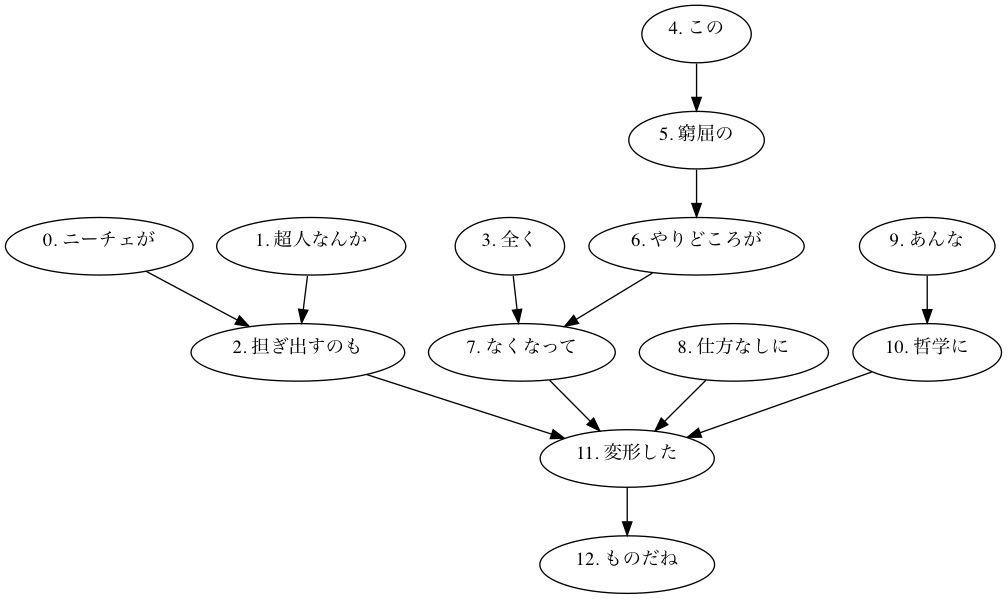 4. この
5. 窮屈の
0. ニーチェが
1. 超人なんか
3. 全く
6. やりどころが
9. あんな
2. 担ぎ出すのも
7. なくなって
8. 仕方なしに
10. 哲学に
11. 変形した
12. ものだね